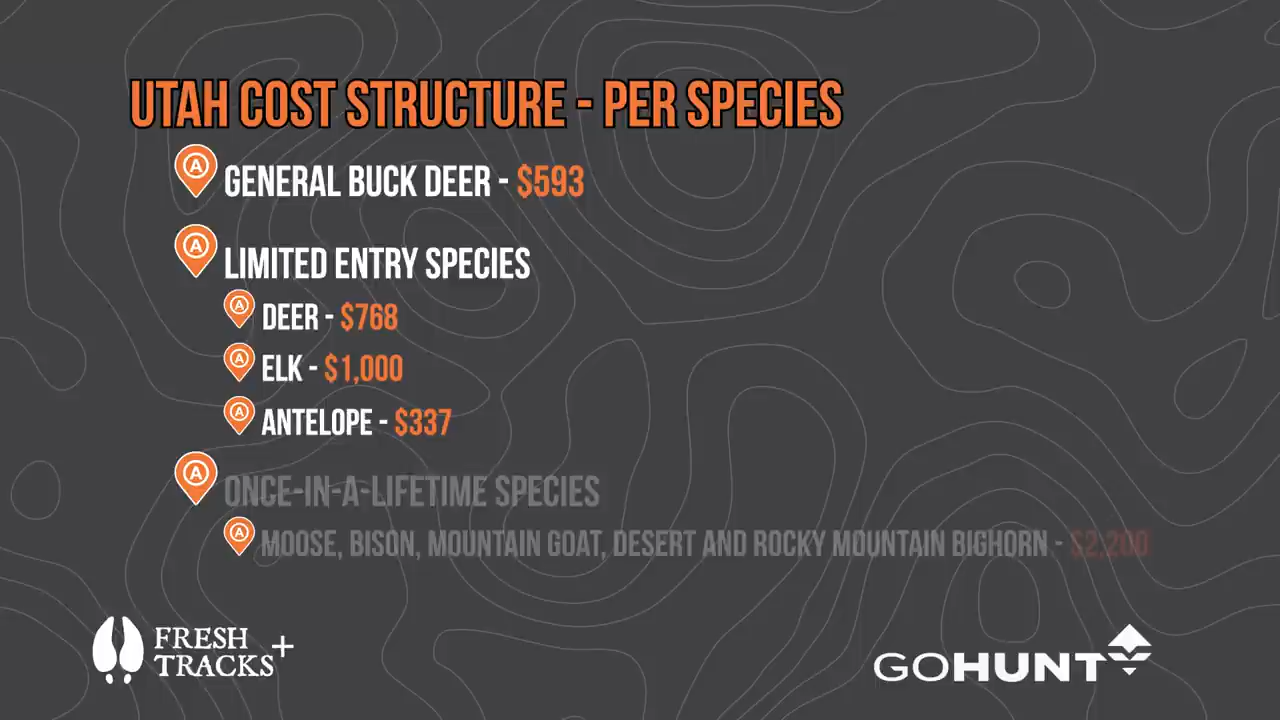 UTAH COST STRUCTURE - PER SPECIES
A GENERAL BUCK DEER - $593
A LIMITED ENTRY SPECIES
A DEER - $768
A ELK - $1,000
A ANTELOPE - $337
A ONCE-IN-A-LIFETIME SPECIES
A MOOSE, BISON, MOUNTAIN GOAT, DESERT AND ROCKY MOUNTAIN BIGHORN - $2,200
FRESH
TRACKS+
GOHUNT